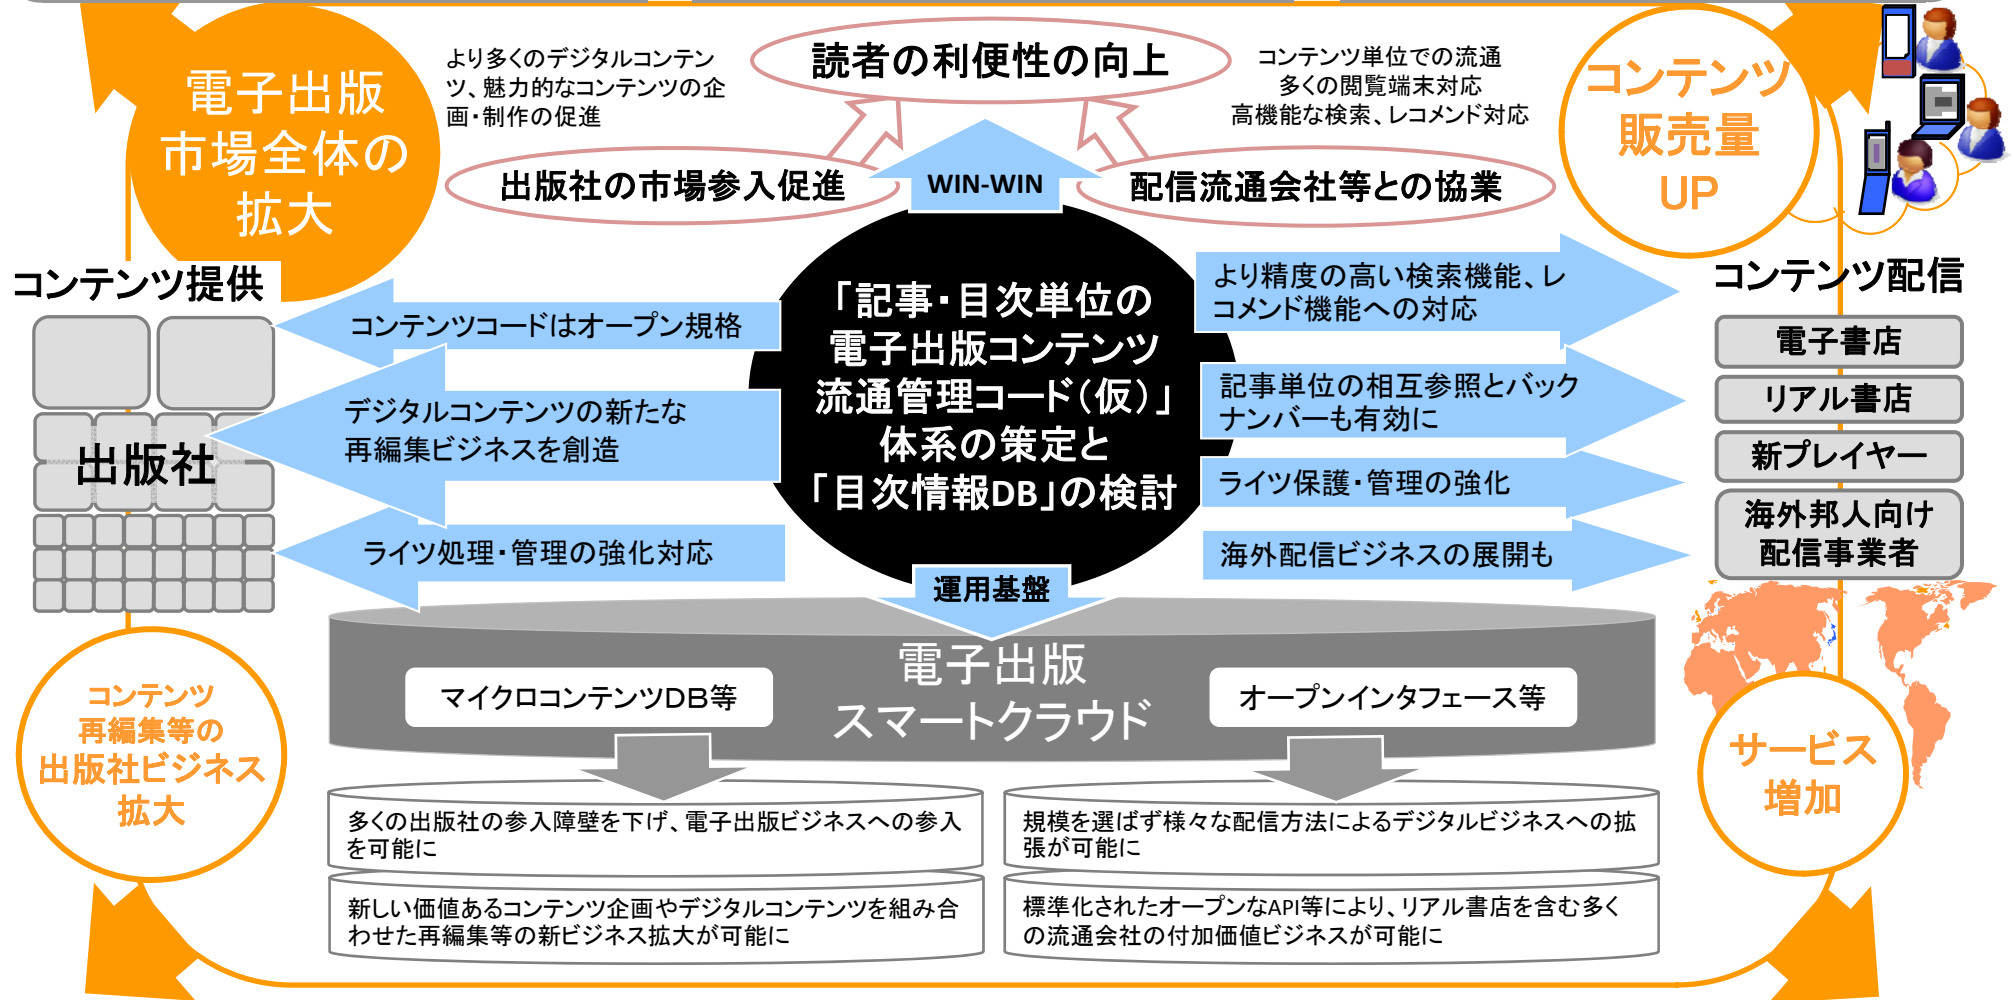 電子出版
市場全体の
拡大
より多くのデジタルコンテン
ツ、魅力的なコンテンツの企
画・制作の促進
読者の利便性の向上
コンテンツ単位での流通
多くの閲覧端末対応
高機能な検索、レコメンド対応
コンテンツ
販売量
UP
出版社の市場参入促進
WIN-WIN
配信流通会社等との協業
コンテンツ提供
出版社
コンテンツコードはオープン規格
デジタルコンテンツの新たな
再編集ビジネスを創造
ライツ処理・管理の強化対応
「記事・目次単位の
電子出版コンテンツ
流通管理コード(仮)」
体系の策定と
「目次情報DB」の検討
より精度の高い検索機能、レ
コメンド機能への対応
記事単位の相互参照とバック
ナンバーも有効に
ライツ保護・管理の強化
海外配信ビジネスの展開も
コンテンツ配信
電子書店
リアル書店
新プレイヤー
海外邦人向け
配信事業者
運用基盤
電子出版
スマートクラウド
マイクロコンテンツDB等
オープンインタフェース等
コンテンツ
再編集等の
出版社ビジネス
拡大
サービス
増加
多くの出版社の参入障壁を下げ、電子出版ビジネスへの参入
を可能に
新しい価値あるコンテンツ企画やデジタルコンテンツを組み合
わせた再編集等の新ビジネス拡大が可能に
規模を選ばず様々な配信方法によるデジタルビジネスへの拡
張が可能に
標準化されたオープンなAPI等により、リアル書店を含む多く
の流通会社の付加価値ビジネスが可能に